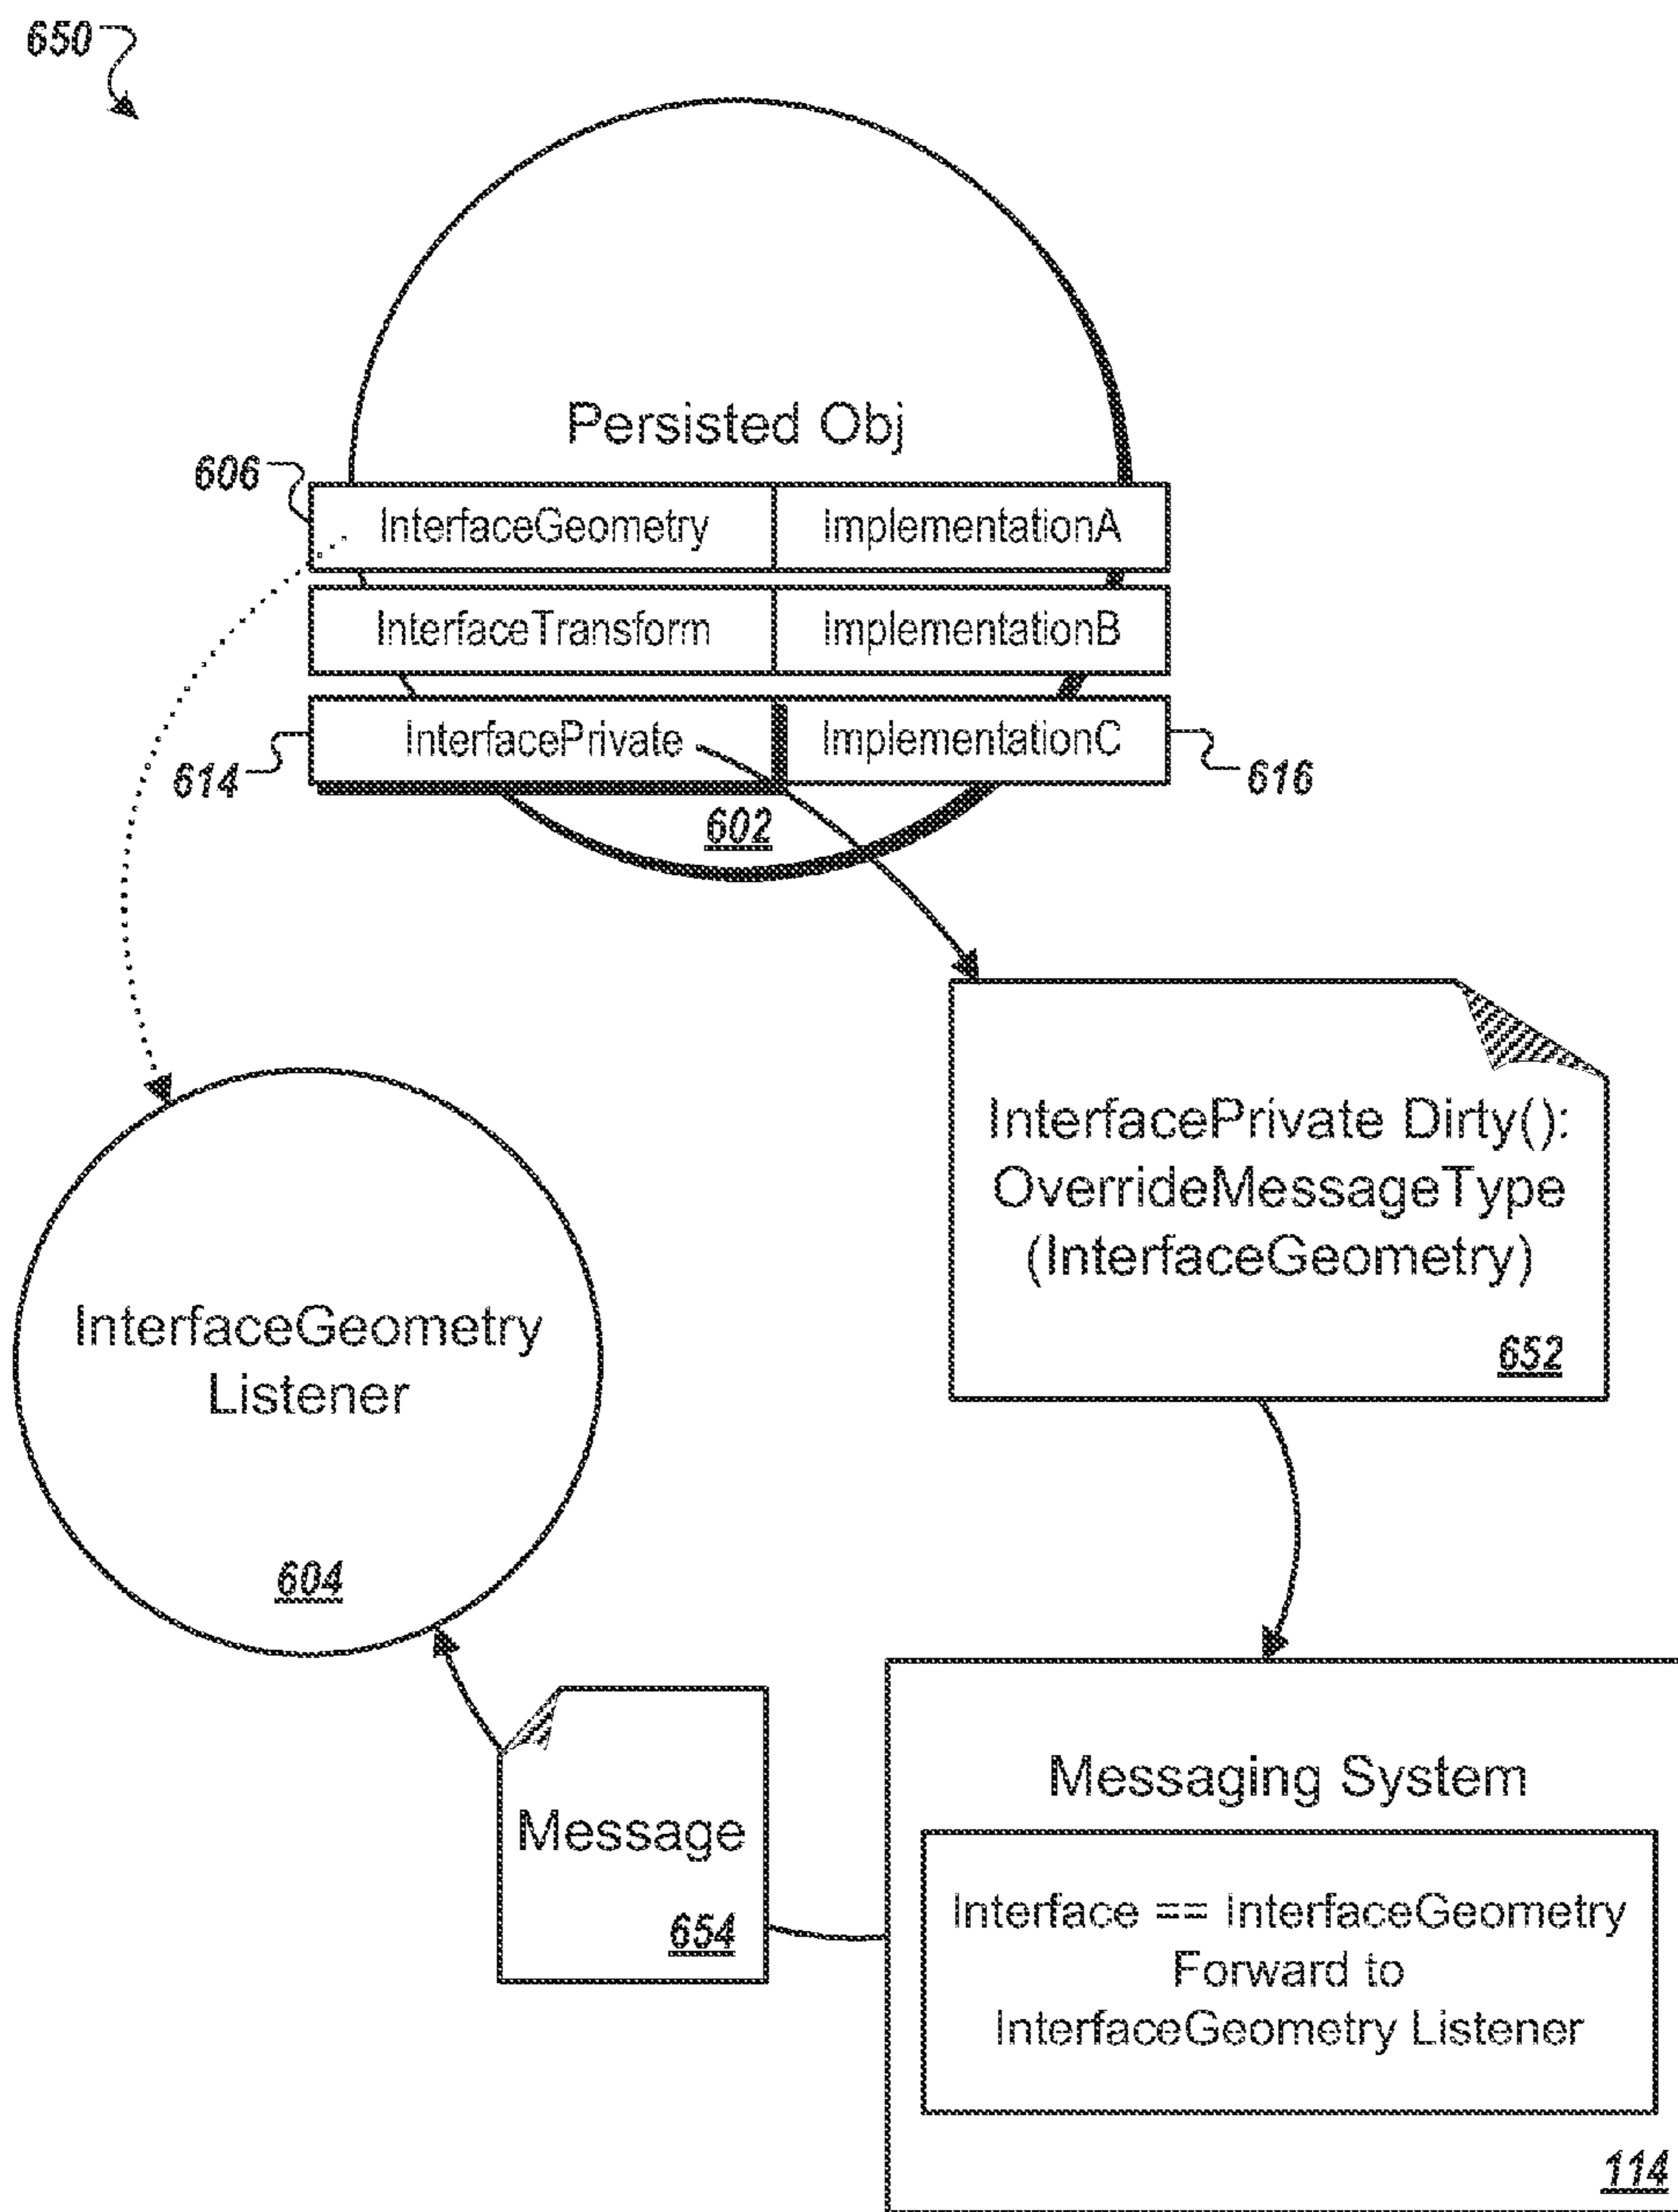 650
Persisted Obj
606
InterfaceGeometry ImplementationA
InterfaceTransform ImplementationB
InterfacePrivate ImplementationC
614
616
602
InterfacePrivate Dirty():
OverrideMessageType
(InterfaceGeometry)
652
InterfaceGeometry
Listener
604
Message
654
Messaging System
Interface == InterfaceGeometry
Forward to
InterfaceGeometry Listener
114